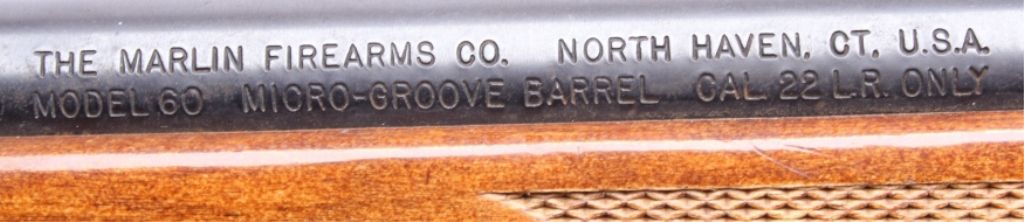 THE MARLIN FIREARMS CO. NORTH HAVEN, CT. U.S.A.
MODEL 60 MICRO-GROOVE BARREL CAL. 22 L.R. ONLY